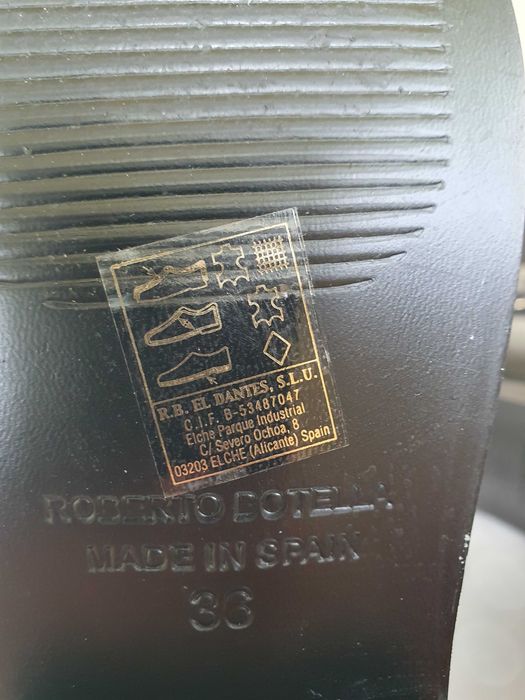 R.B. EL DANTES, S.L.U.
C.I.F. B-53487047
Elche Parque Industrial
C/ Severo Ochoa, 8
03203 ELCHE (Alicante) Spain
ROBERTO BOTELLA
MADE IN SPAIN
36